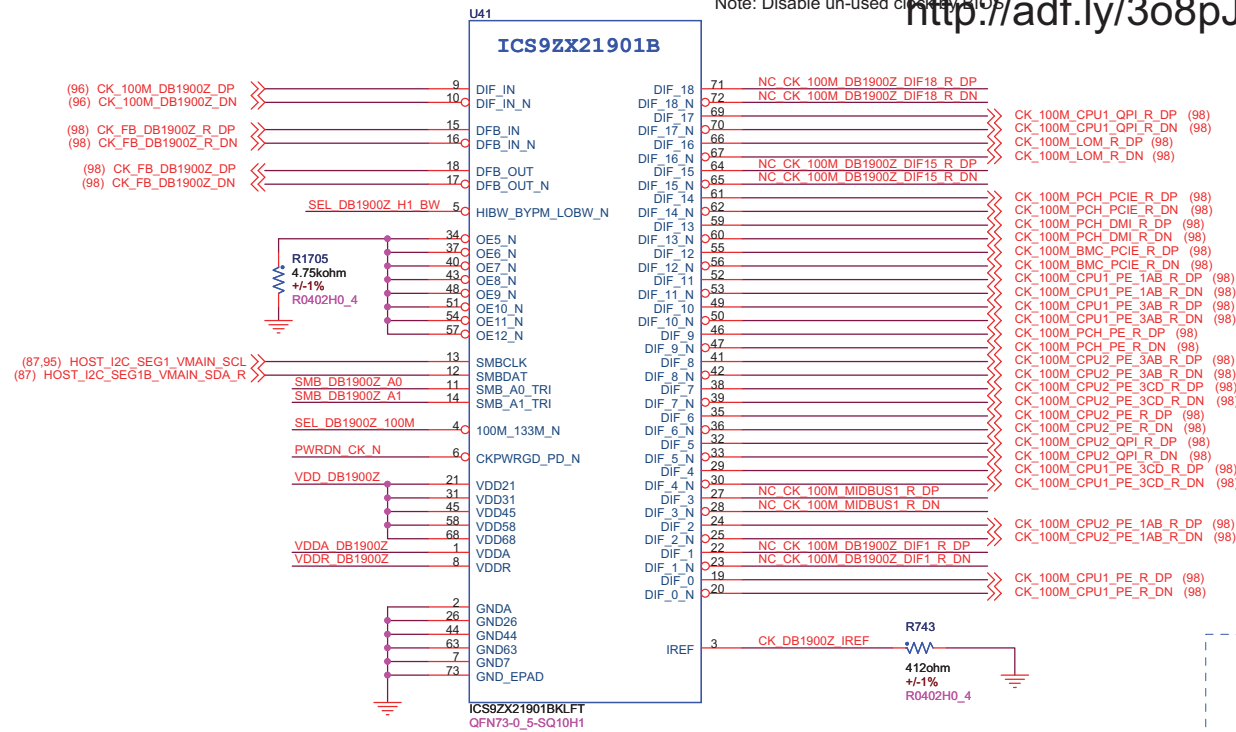 Note: Disable un-used clock by BIOS
http://adf.ly/3o8pJ
U41
ICS9ZX21901B
(96) CK_100M_DB1900Z_DP 9 DIF_IN
(96) CK_100M_DB1900Z_DN 10 DIF_IN_N
(98) CK_FB_DB1900Z_R_DP 15 DFB_IN
(98) CK_FB_DB1900Z_R_DN 16 DFB_IN_N
(98) CK_FB_DB1900Z_DP 18 DFB_OUT
(98) CK_FB_DB1900Z_DN 17 DFB_OUT_N
SEL_DB1900Z_H1_BW 5 HIBW_BYPM_LOBW_N
34 OE5_N
37 OE6_N
40 OE7_N
43 OE8_N
48 OE9_N
51 OE10_N
54 OE11_N
57 OE12_N
R1705
4.75kohm
+/-1%
R0402H0_4
(87,95) HOST_I2C_SEG1_VMAIN_SCL 13 SMBCLK
(87) HOST_I2C_SEG1B_VMAIN_SDA_R 12 SMBDAT
SMB_DB1900Z_A0 11 SMB_A0_TRI
SMB_DB1900Z_A1 14 SMB_A1_TRI
SEL_DB1900Z_100M 4 100M_133M_N
PWRDN_CK_N 6 CKPWRGD_PD_N
VDD_DB1900Z 21 VDD21
31 VDD31
45 VDD45
58 VDD58
68 VDD68
VDDA_DB1900Z 1 VDDA
VDDR_DB1900Z 8 VDDR
2 GNDA
26 GND26
44 GND44
63 GND63
7 GND7
73 GND_EPAD
DIF_18 71 NC_CK_100M_DB1900Z_DIF18_R_DP
DIF_18_N 72 NC_CK_100M_DB1900Z_DIF18_R_DN
DIF_17 69 CK_100M_CPU1_QPI_R_DP (98)
DIF_17_N 70 CK_100M_CPU1_QPI_R_DN (98)
DIF_16 66 CK_100M_LOM_R_DP (98)
DIF_16_N 67 CK_100M_LOM_R_DN (98)
DIF_15 64 NC_CK_100M_DB1900Z_DIF15_R_DP
DIF_15_N 65 NC_CK_100M_DB1900Z_DIF15_R_DN
DIF_14 61 CK_100M_PCH_PCIE_R_DP (98)
DIF_14_N 62 CK_100M_PCH_PCIE_R_DN (98)
DIF_13 59 CK_100M_PCH_DMI_R_DP (98)
DIF_13_N 60 CK_100M_PCH_DMI_R_DN (98)
DIF_12 55 CK_100M_BMC_PCIE_R_DP (98)
DIF_12_N 56 CK_100M_BMC_PCIE_R_DN (98)
DIF_11 52 CK_100M_CPU1_PE_1AB_R_DP (98)
DIF_11_N 53 CK_100M_CPU1_PE_1AB_R_DN (98)
DIF_10 49 CK_100M_CPU1_PE_3AB_R_DP (98)
DIF_10_N 50 CK_100M_CPU1_PE_3AB_R_DN (98)
DIF_9 46 CK_100M_PCH_PE_R_DP (98)
DIF_9_N 47 CK_100M_PCH_PE_R_DN (98)
DIF_8 41 CK_100M_CPU2_PE_3AB_R_DP (98)
DIF_8_N 42 CK_100M_CPU2_PE_3AB_R_DN (98)
DIF_7 38 CK_100M_CPU2_PE_3CD_R_DP (98)
DIF_7_N 39 CK_100M_CPU2_PE_3CD_R_DN (98)
DIF_6 35 CK_100M_CPU2_PE_R_DP (98)
DIF_6_N 36 CK_100M_CPU2_PE_R_DN (98)
DIF_5 32 CK_100M_CPU2_QPI_R_DP (98)
DIF_5_N 33 CK_100M_CPU2_QPI_R_DN (98)
DIF_4 29 CK_100M_CPU1_PE_3CD_R_DP (98)
DIF_4_N 30 CK_100M_CPU1_PE_3CD_R_DN (98)
DIF_3 27 NC_CK_100M_MIDBUS1_R_DP
DIF_3_N 28 NC_CK_100M_MIDBUS1_R_DN
DIF_2 24 CK_100M_CPU2_PE_1AB_R_DP (98)
DIF_2_N 25 CK_100M_CPU2_PE_1AB_R_DN (98)
DIF_1 22 NC_CK_100M_DB1900Z_DIF1_R_DP
DIF_1_N 23 NC_CK_100M_DB1900Z_DIF1_R_DN
DIF_0 19 CK_100M_CPU1_PE_R_DP (98)
DIF_0_N 20 CK_100M_CPU1_PE_R_DN (98)
IREF 3 CK_DB1900Z_IREF
R743
412ohm
+/-1%
R0402H0_4
ICS9ZX21901BKLFT
QFN73-0_5-SQ10H1